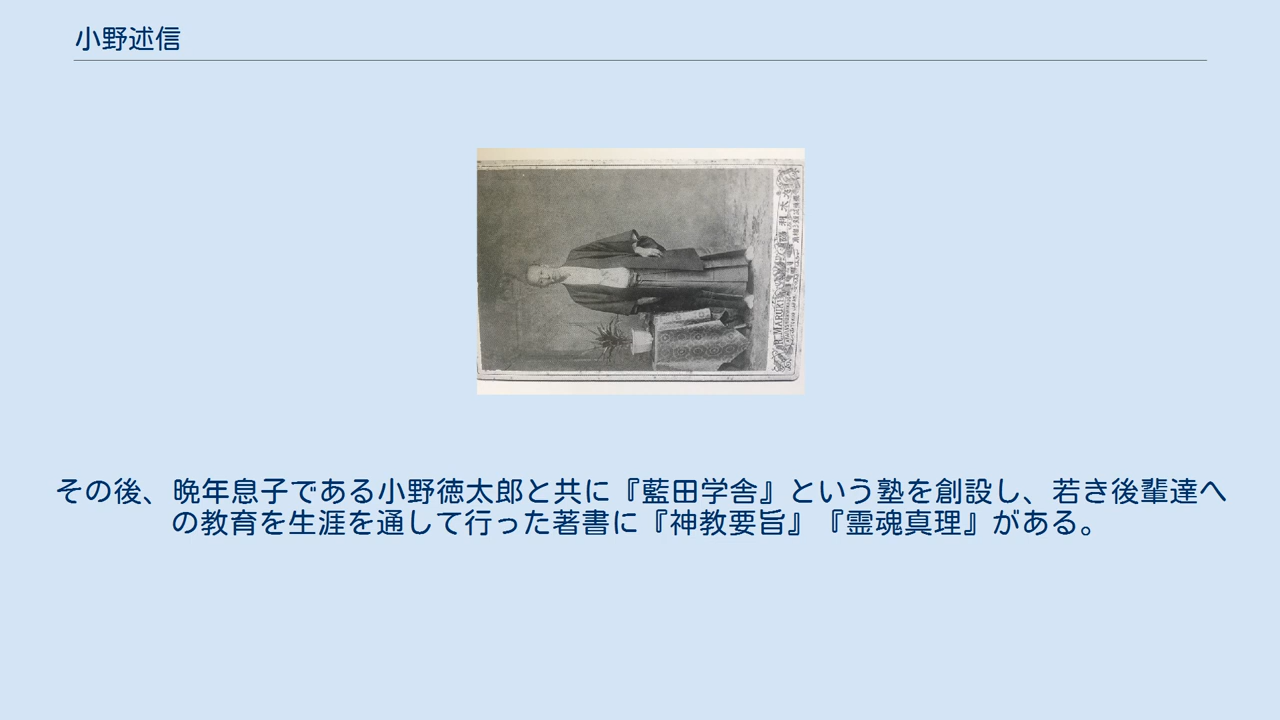 小野述信
その後、晩年息子である小野徳太郎と共に『藍田学舎』という塾を創設し、若き後輩達へ
の教育を生涯を通して行った著書に『神教要旨』『霊魂真理』がある。
MARUKI